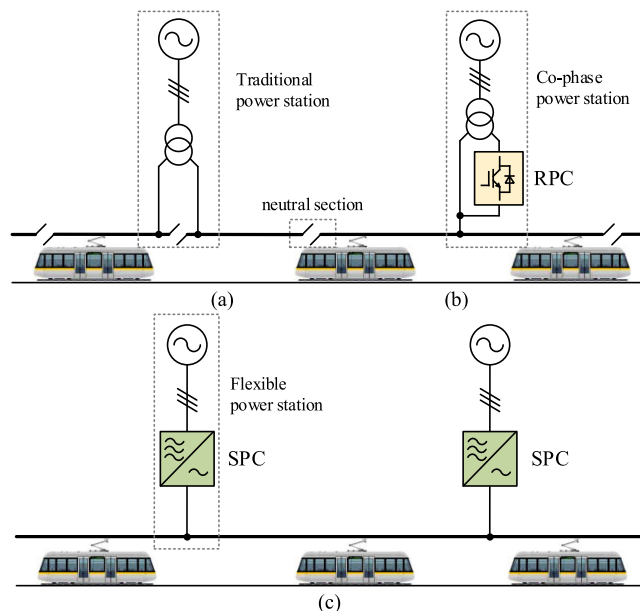 Traditional
power station
Co-phase
power station
RPC
neutral section
(a)
(b)
Flexible
power station
SPC
SPC
(c)